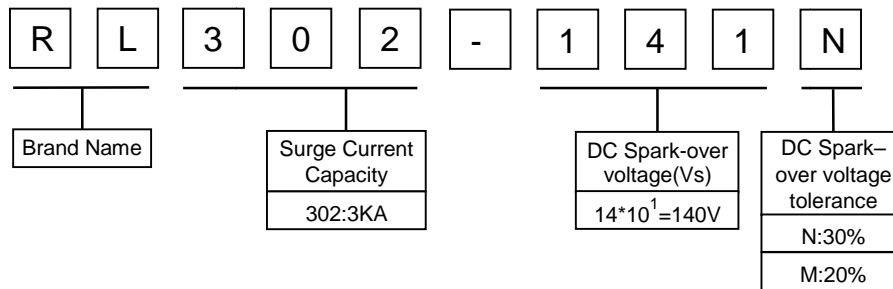 R L 3 0 2 - 1 4 1 N
Brand Name
Surge Current
Capacity
302:3KA
DC Spark-over
voltage(Vs)
14*10¹=140V
DC Spark–
over voltage
tolerance
N:30%
M:20%